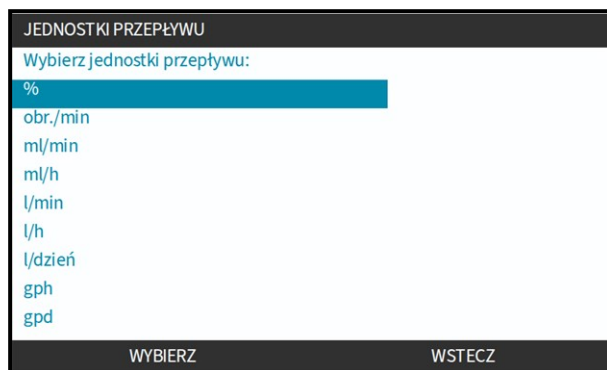 JEDNOSTKI PRZEPŁYWU
Wybierz jednostki przepływu:
%
obr./min
ml/min
ml/h
l/min
l/h
l/dzień
gph
gpd
WYBIERZ WSTECZ